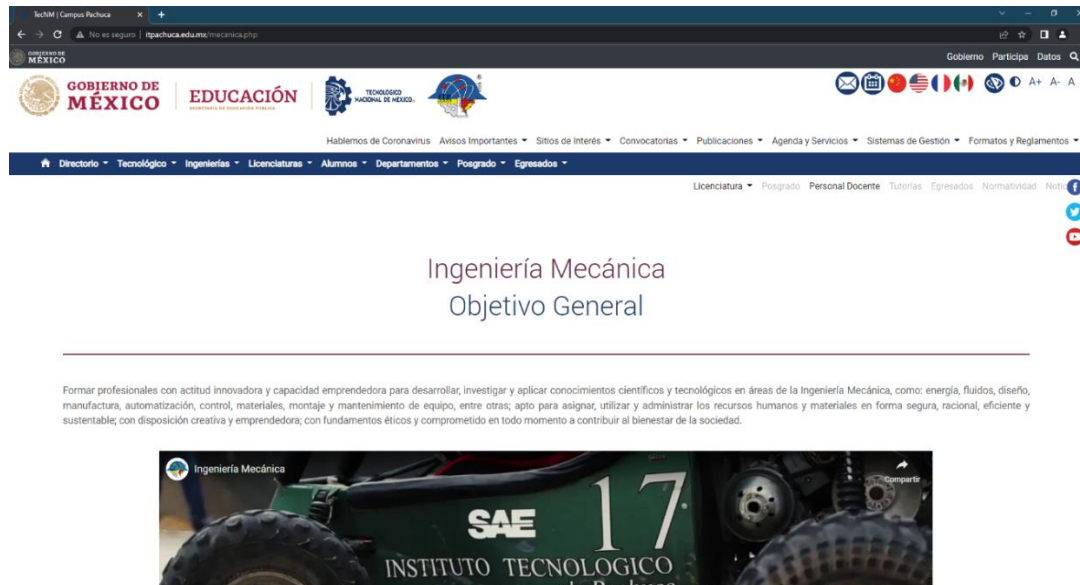 TecNM | Campus Pachuca
No es seguro | itpachuca.edu.mx/mecanica.php
GOBIERNO DE
MÉXICO
Gobierno Participa Datos
GOBIERNO DE
MÉXICO
EDUCACIÓN
SECRETARÍA DE EDUCACIÓN PÚBLICA
TECNOLÓGICO
NACIONAL DE MÉXICO
A+ A- A
Hablemos de Coronavirus Avisos Importantes Sitios de Interés Convocatorias Publicaciones Agenda y Servicios Sistemas de Gestión Formatos y Reglamentos
Directorio Tecnológico Ingenierías Licenciaturas Alumnos Departamentos Posgrado Egresados
Licenciatura Posgrado Personal Docente Tutorías Egresados Normatividad
Ingeniería Mecánica
Objetivo General
Formar profesionales con actitud innovadora y capacidad emprendedora para desarrollar, investigar y aplicar conocimientos científicos y tecnológicos en áreas de la Ingeniería Mecánica, como: energía, fluidos, diseño,
manufactura, automatización, control, materiales, montaje y mantenimiento de equipo, entre otras; apto para asignar, utilizar y administrar los recursos humanos y materiales en forma segura, racional, eficiente y
sustentable; con disposición creativa y emprendedora; con fundamentos éticos y comprometido en todo momento a contribuir al bienestar de la sociedad.
Ingeniería Mecánica
Compartir
17
SAE
INSTITUTO TECNOLOGICO